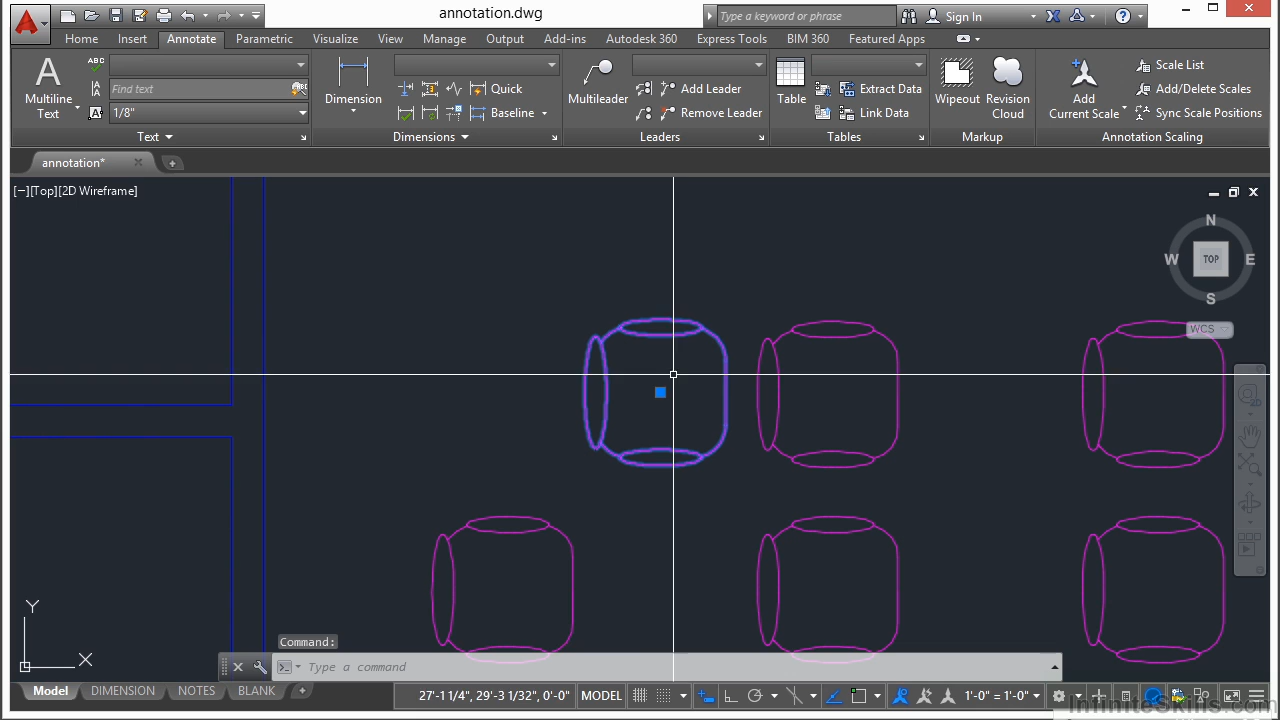 annotation.dwg
Type a keyword or phrase
Sign In
Home
Insert
Annotate
Parametric
Visualize
View
Manage
Output
Add-ins
Autodesk 360
Express Tools
BIM 360
Featured Apps
A
Multiline
Text
ABC
Find text
ABC
1/8"
Dimension
Quick
Baseline
Multileader
Add Leader
Remove Leader
Table
Extract Data
Link Data
Wipeout
Revision
Cloud
Add
Current Scale
Scale List
Add/Delete Scales
Sync Scale Positions
Text
Dimensions
Leaders
Tables
Markup
Annotation Scaling
annotation*
[−][Top][2D Wireframe]
N
W
TOP
E
S
WCS
2D
Y
X
Command:
Type a command
Model
DIMENSION
NOTES
BLANK
27'-11 1/4", 29'-3 1/32", 0'-0"
MODEL
1'-0" = 1'-0"
InfiniteSkills.com